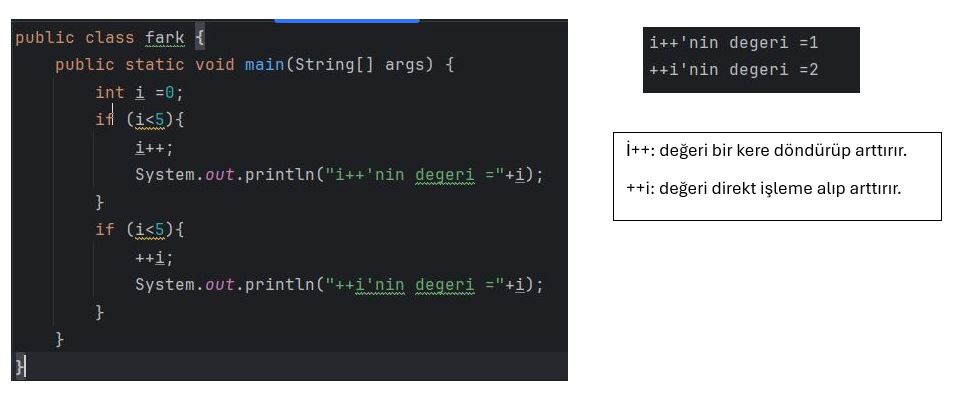 public class fark {
public static void main(String[] args) {
int i =0;
if (i<5){
i++;
System.out.println("i++'nin degeri ="+i);
}
if (i<5){
++i;
System.out.println("++i'nin degeri ="+i);
}
}
}
i++'nin degeri =1
++i'nin degeri =2
İ++: değeri bir kere döndürüp arttırır.
++i: değeri direkt işleme alıp arttırır.